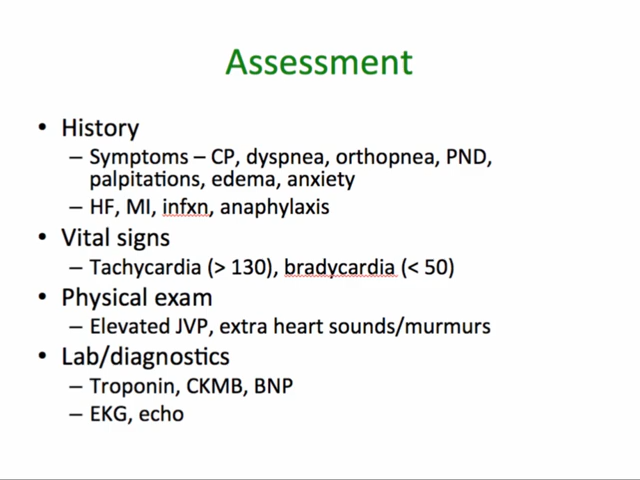 Assessment
• History
– Symptoms – CP, dyspnea, orthopnea, PND,
palpitations, edema, anxiety
– HF, MI, infxn, anaphylaxis
• Vital signs
– Tachycardia (> 130), bradycardia (< 50)
• Physical exam
– Elevated JVP, extra heart sounds/murmurs
• Lab/diagnostics
– Troponin, CKMB, BNP
– EKG, echo